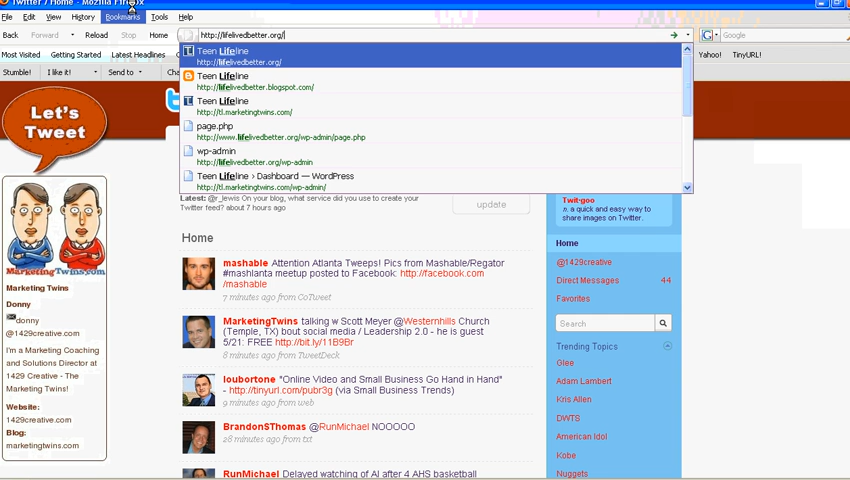 Twitter / Home - Mozilla Firefox
File Edit View History Bookmarks Tools Help
Back Forward Reload Stop Home http://lifelivedbetter.org/ Google
Most Visited Getting Started Latest Headlines Yahoo! TinyURL!
Stumble! I like it! Send to Cha
Teen Lifeline
http://lifelivedbetter.org/
Teen Lifeline
http://lifelivedbetter.blogspot.com/
Teen Lifeline
http://tl.marketingtwins.com/
page.php
http://www.lifelivedbetter.org/wp-admin/page.php
wp-admin
http://lifelivedbetter.org/wp-admin
Teen Lifeline › Dashboard — WordPress
http://tl.marketingtwins.com/wp-admin/
Let's
Tweet
MarketingTwins.com
Marketing Twins
Donny
donny
@1429creative.com
I'm a Marketing Coaching
and Solutions Director at
1429 Creative - The
Marketing Twins!
Website:
1429creative.com
Blog:
marketingtwins.com
Latest: @r_lewis On your blog, what service did you use to create your
Twitter feed? about 7 hours ago
update
Home
mashable Attention Atlanta Tweeps! Pics from Mashable/Regator
#mashlanta meetup posted to Facebook: http://facebook.com
/mashable
7 minutes ago from CoTweet
MarketingTwins talking w Scott Meyer @Westernhills Church
(Temple, TX) bout social media / Leadership 2.0 - he is guest
5/21: FREE http://bit.ly/11B9Br
8 minutes ago from TweetDeck
loubortone "Online Video and Small Business Go Hand in Hand"
- http://tinyurl.com/pubr3g (via Small Business Trends)
9 minutes ago from web
BrandonSThomas @RunMichael NOOOOO
28 minutes ago from txt
RunMichael Delayed watching of AI after 4 AHS basketball
Twit-goo
n. a quick and easy way to
share images on Twitter.
Home
@1429creative
Direct Messages 44
Favorites
Search
Trending Topics
Glee
Adam Lambert
Kris Allen
DWTS
American Idol
Kobe
Nuggets